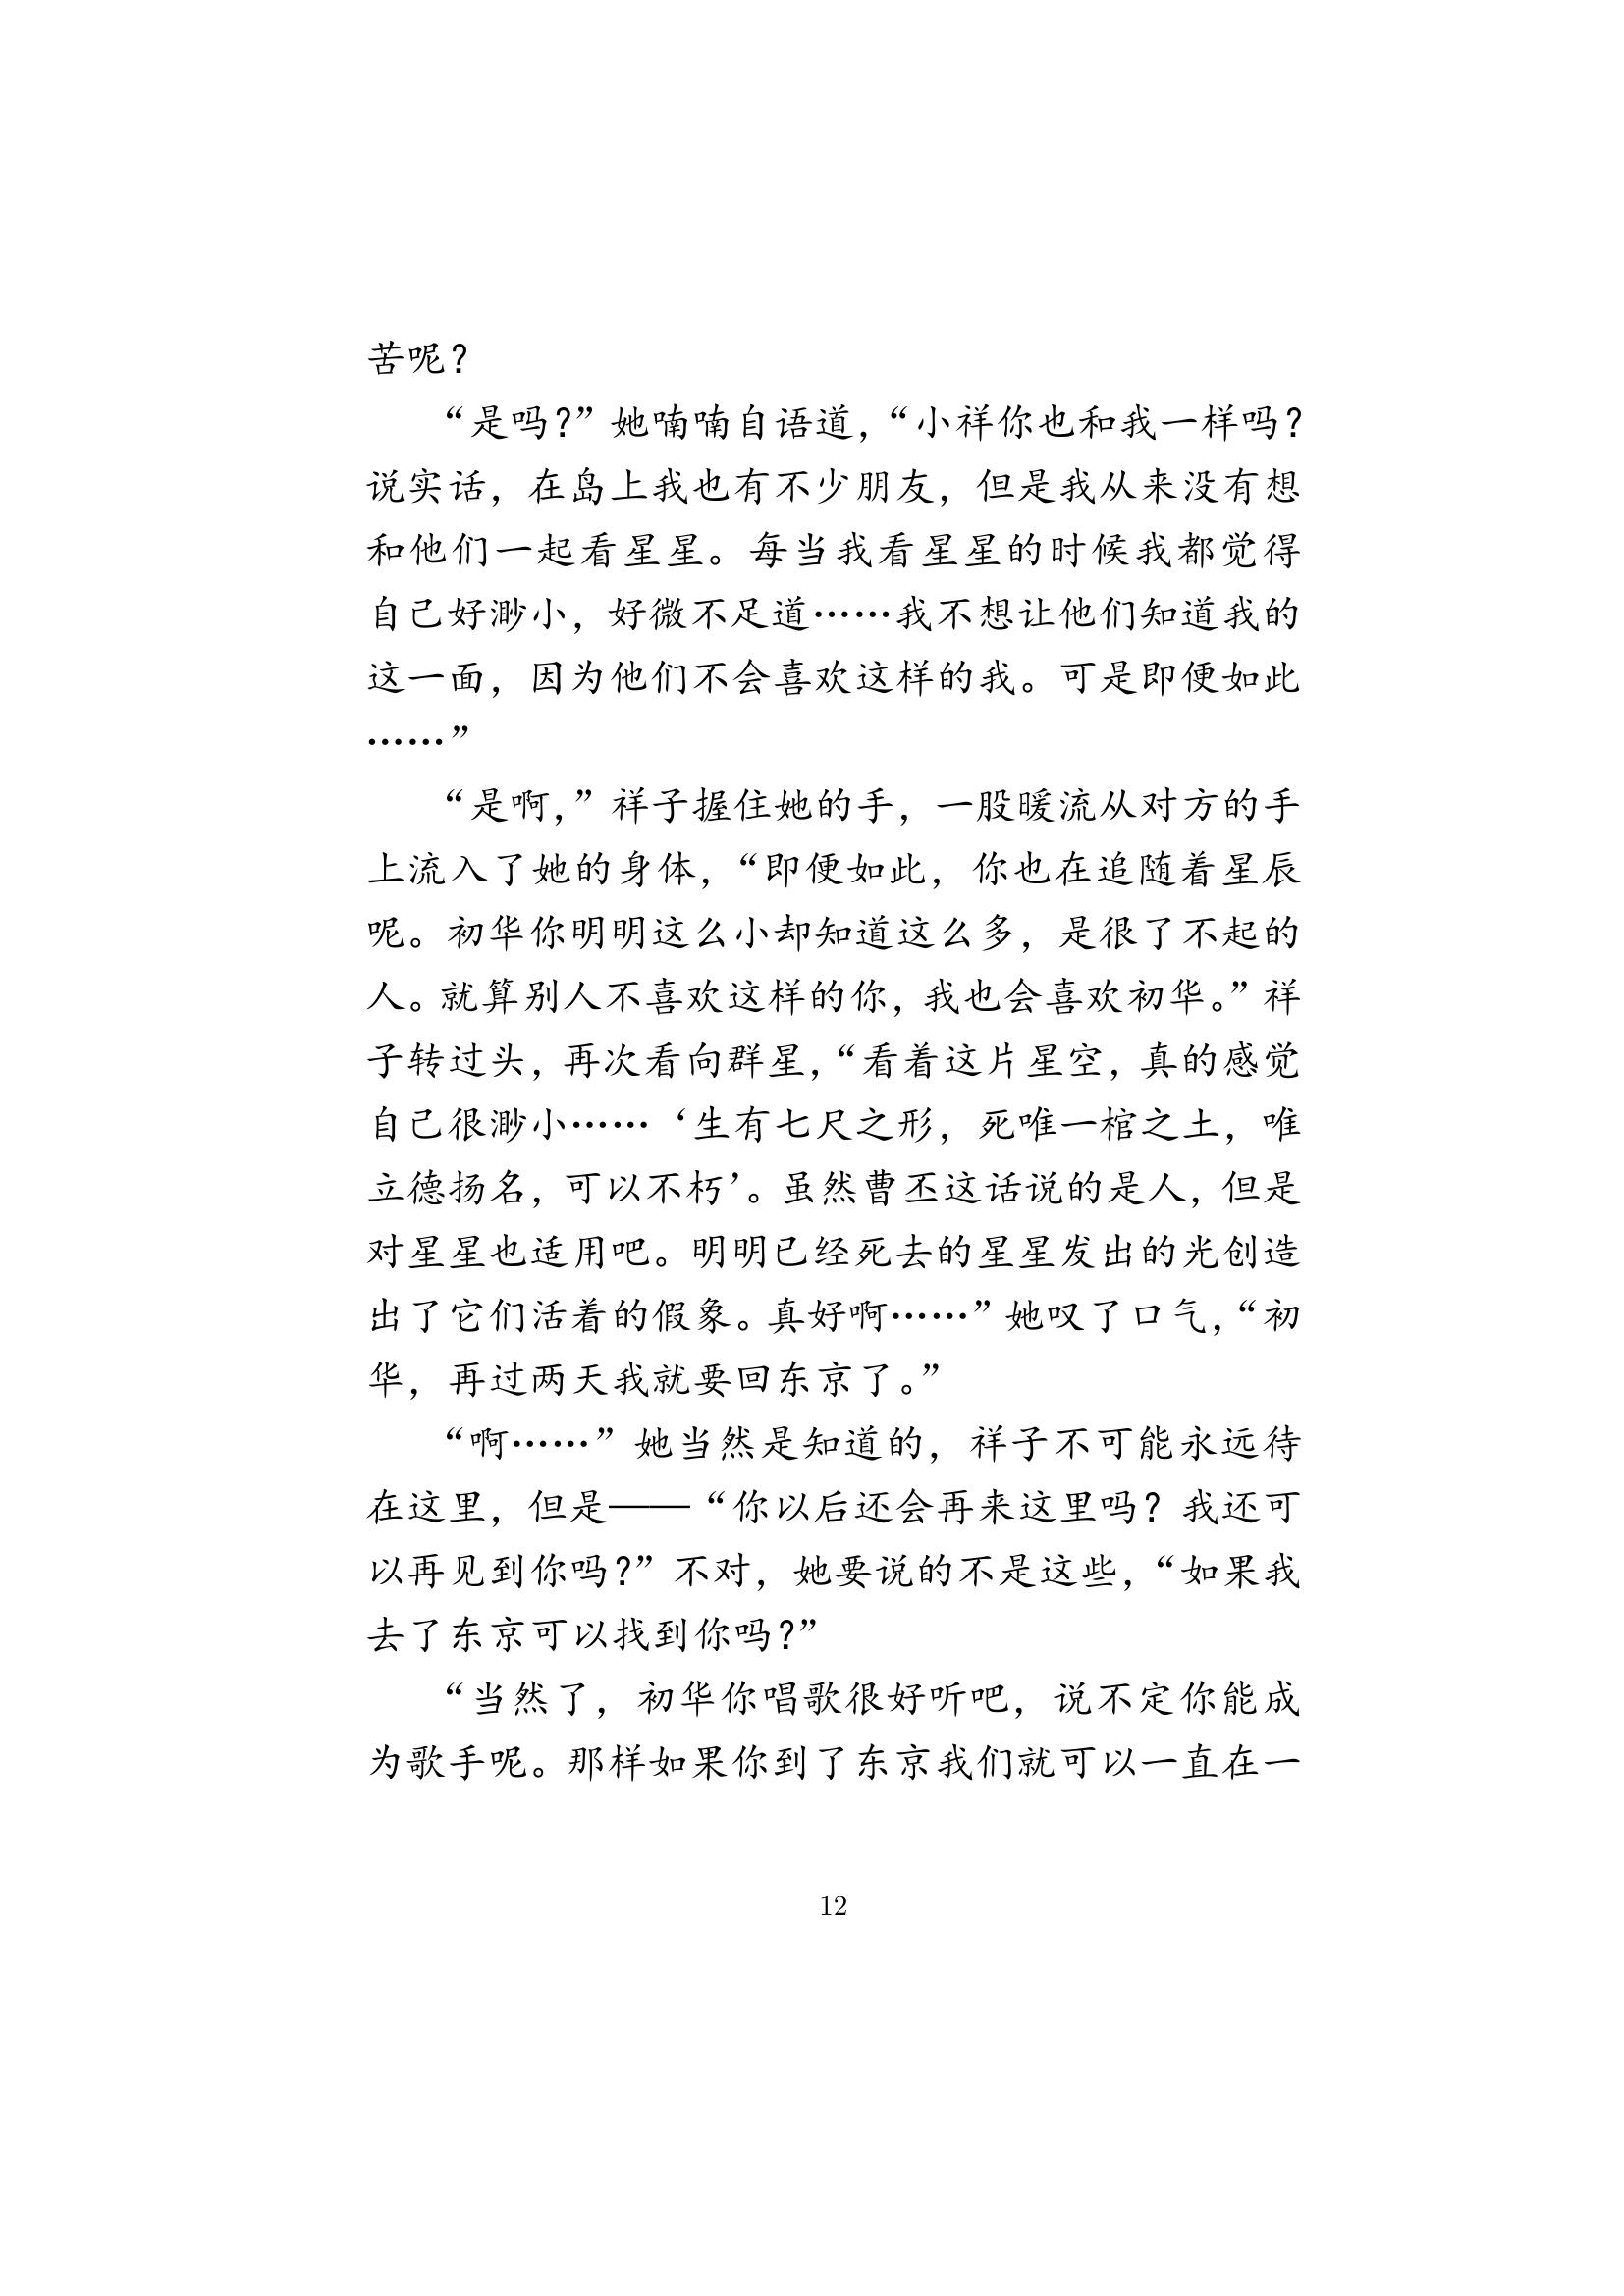 苦呢？
“是吗？”她喃喃自语道，“小祥你也和我一样吗？
说实话，在岛上我也有不少朋友，但是我从来没有想
和他们一起看星星。每当我看星星的时候我都觉得
自己好渺小，好微不足道……我不想让他们知道我的
这一面，因为他们不会喜欢这样的我。可是即便如此
……”
“是啊，”祥子握住她的手，一股暖流从对方的手
上流入了她的身体，“即便如此，你也在追随着星辰
呢。初华你明明这么小却知道这么多，是很了不起的
人。就算别人不喜欢这样的你，我也会喜欢初华。”祥
子转过头，再次看向群星，“看着这片星空，真的感觉
自己很渺小……‘生有七尺之形，死唯一棺之土，唯
立德扬名，可以不朽’。虽然曹丕这话说的是人，但是
对星星也适用吧。明明已经死去的星星发出的光创造
出了它们活着的假象。真好啊……”她叹了口气，“初
华，再过两天我就要回东京了。”
“啊……”她当然是知道的，祥子不可能永远待
在这里，但是——“你以后还会再来这里吗？我还可
以再见到你吗？”不对，她要说的不是这些，“如果我
去了东京可以找到你吗？”
“当然了，初华你唱歌很好听吧，说不定你能成
为歌手呢。那样如果你到了东京我们就可以一直在一
12